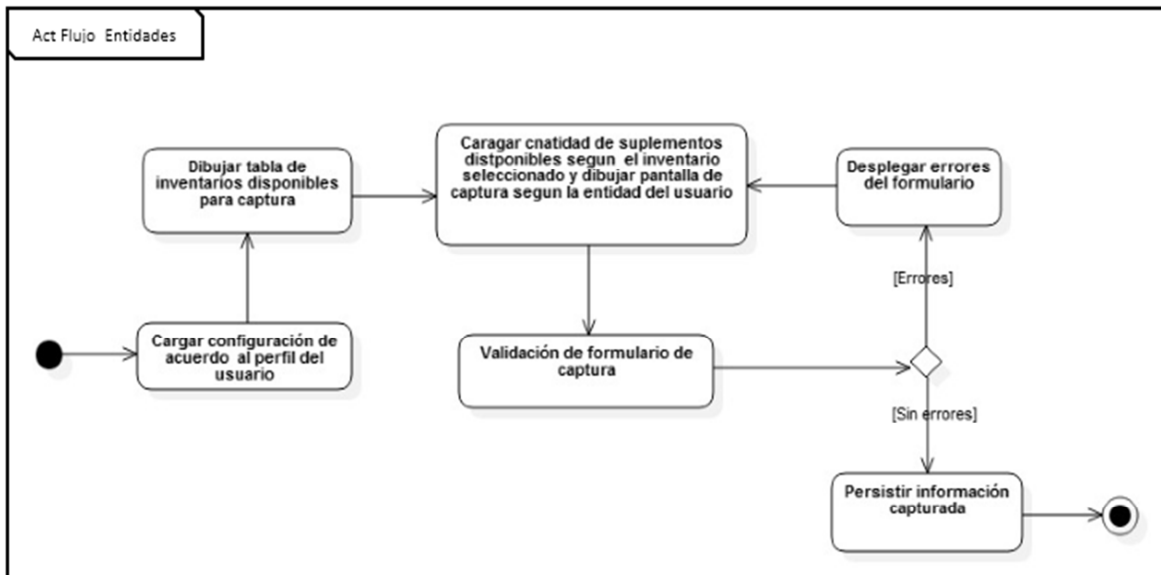 Act Flujo Entidades
Dibujar tabla de
inventarios disponibles
para captura
Caragar cnatidad de suplementos
distponibles segun el inventario
seleccionado y dibujar pantalla de
captura segun la entidad del usuario
Desplegar errores
del formulario
[Errores]
Cargar configuración de
acuerdo al perfil del
usuario
Validación de formulario de
captura
[Sin errores]
Persistir información
capturada